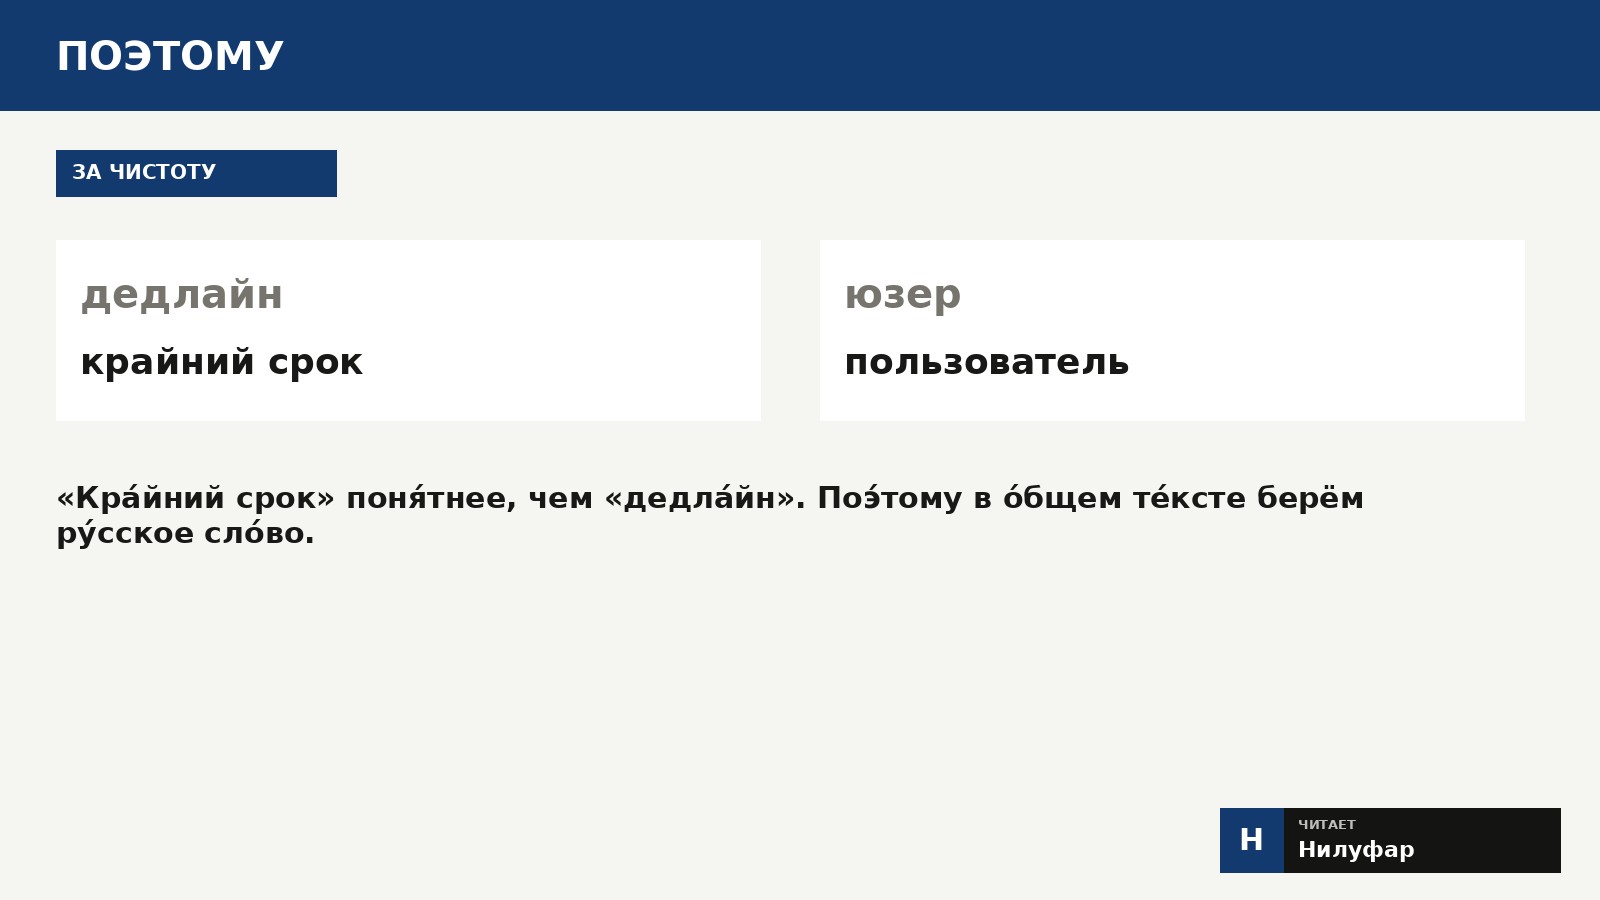 ПОЭТОМУ
ЗА ЧИСТОТУ
дедлайн
крайний срок
юзер
пользователь
«Кра́йний срок» поня́тнее, чем «дедла́йн». Поэ́тому в о́бщем те́ксте берём
ру́сское сло́во.
Н
ЧИТАЕТ
Нилуфар